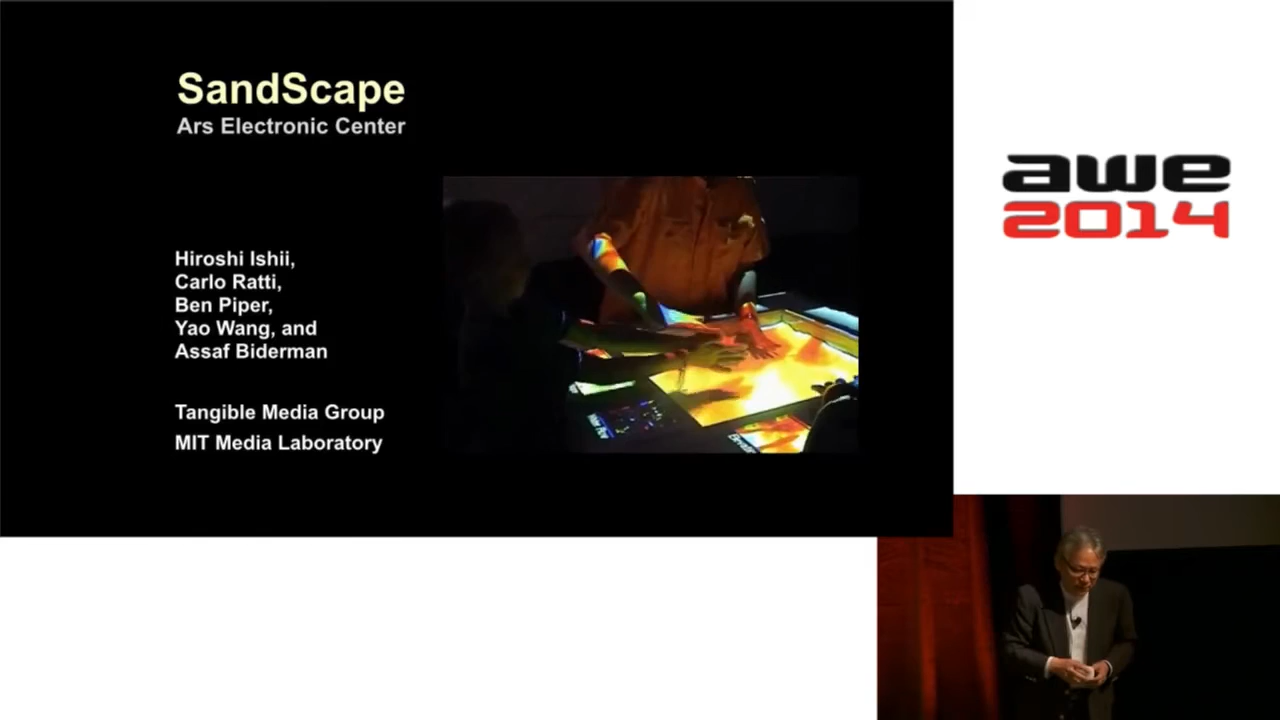 SandScape
Ars Electronic Center
Hiroshi Ishii,
Carlo Ratti,
Ben Piper,
Yao Wang, and
Assaf Biderman
Tangible Media Group
MIT Media Laboratory
awe
2014